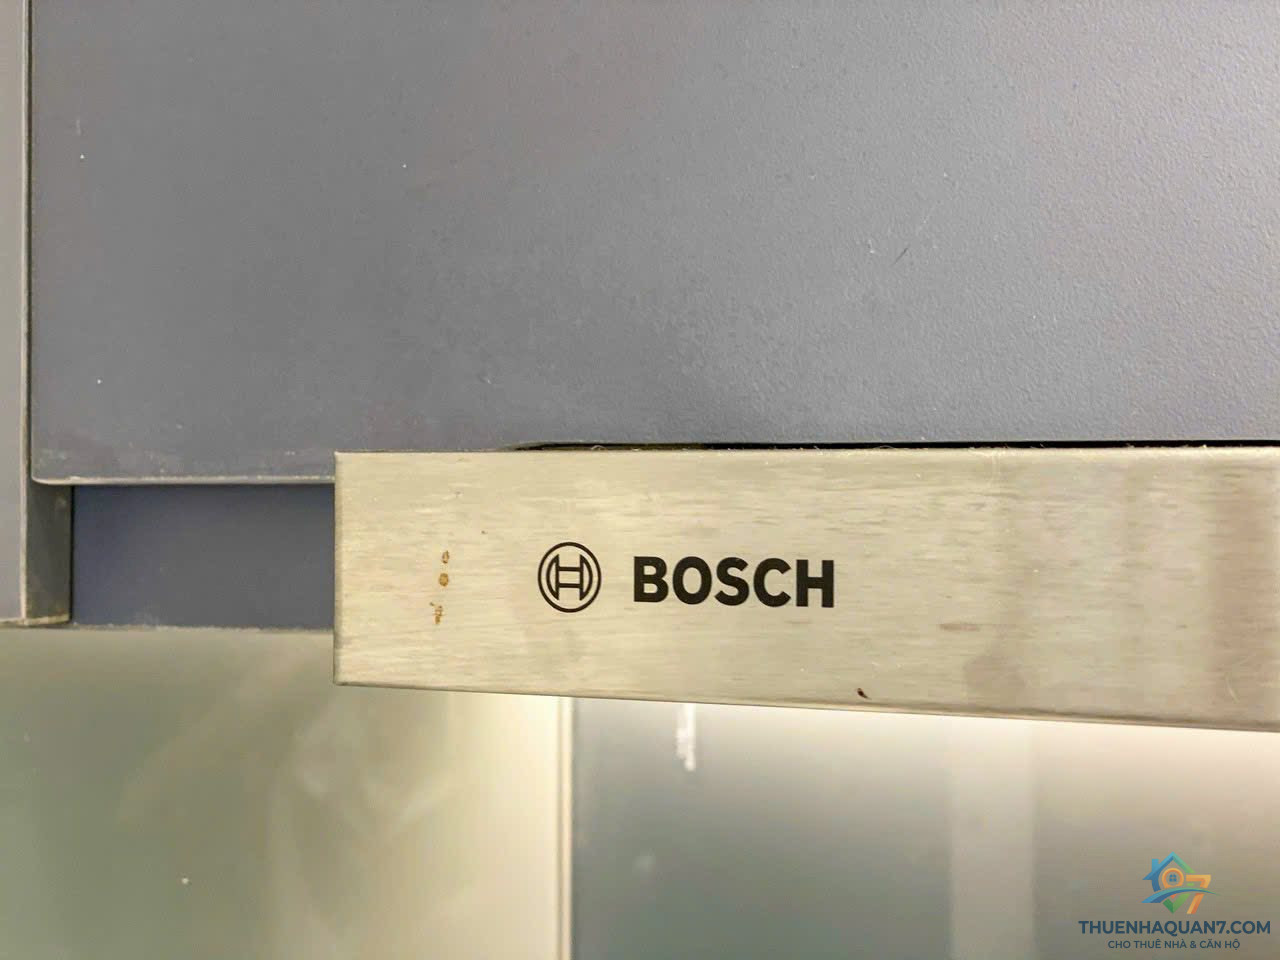 BOSCH
THUENHAQUAN7.COM
CHO THUÊ NHÀ & CĂN HỘ